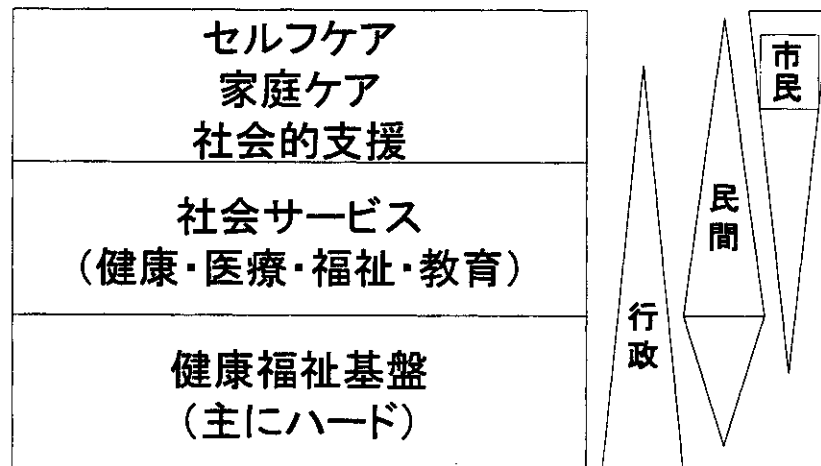 セルフケア
家庭ケア
社会的支援
社会サービス
（健康・医療・福祉・教育）
健康福祉基盤
（主にハード）
行政
民間
市民